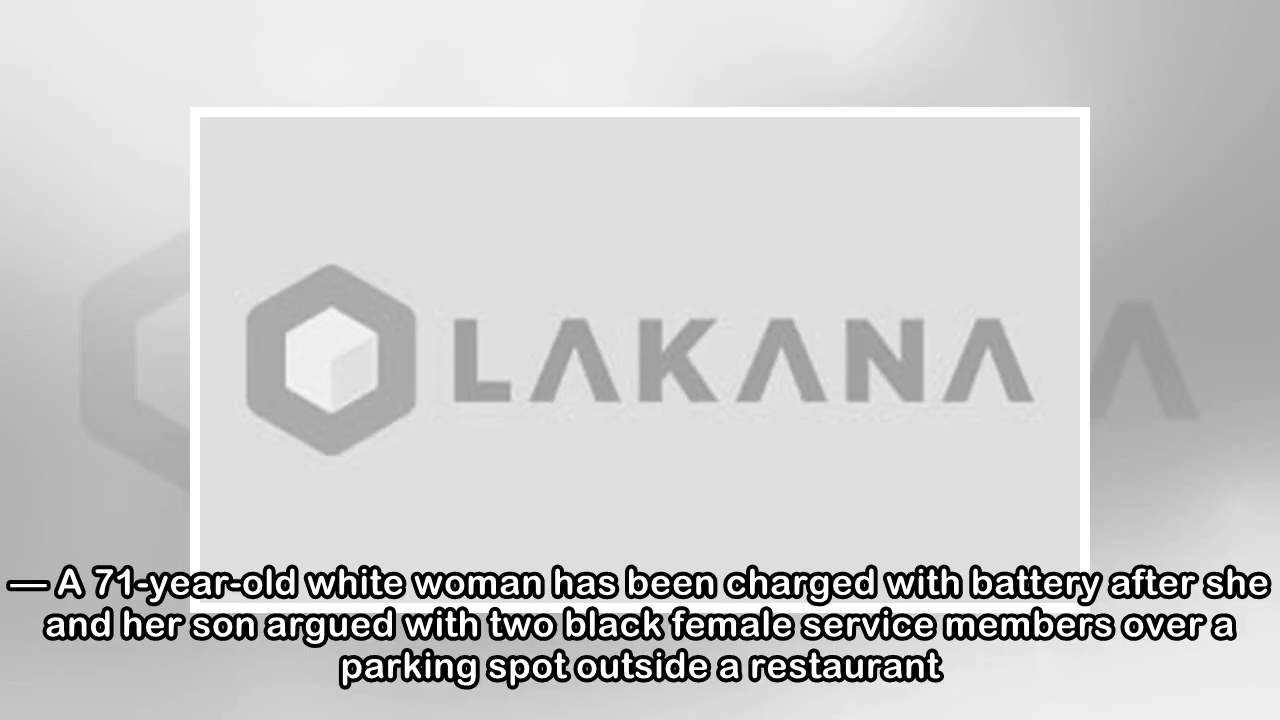 LAKANA
— A 71-year-old white woman has been charged with battery after she
and her son argued with two black female service members over a
parking spot outside a restaurant